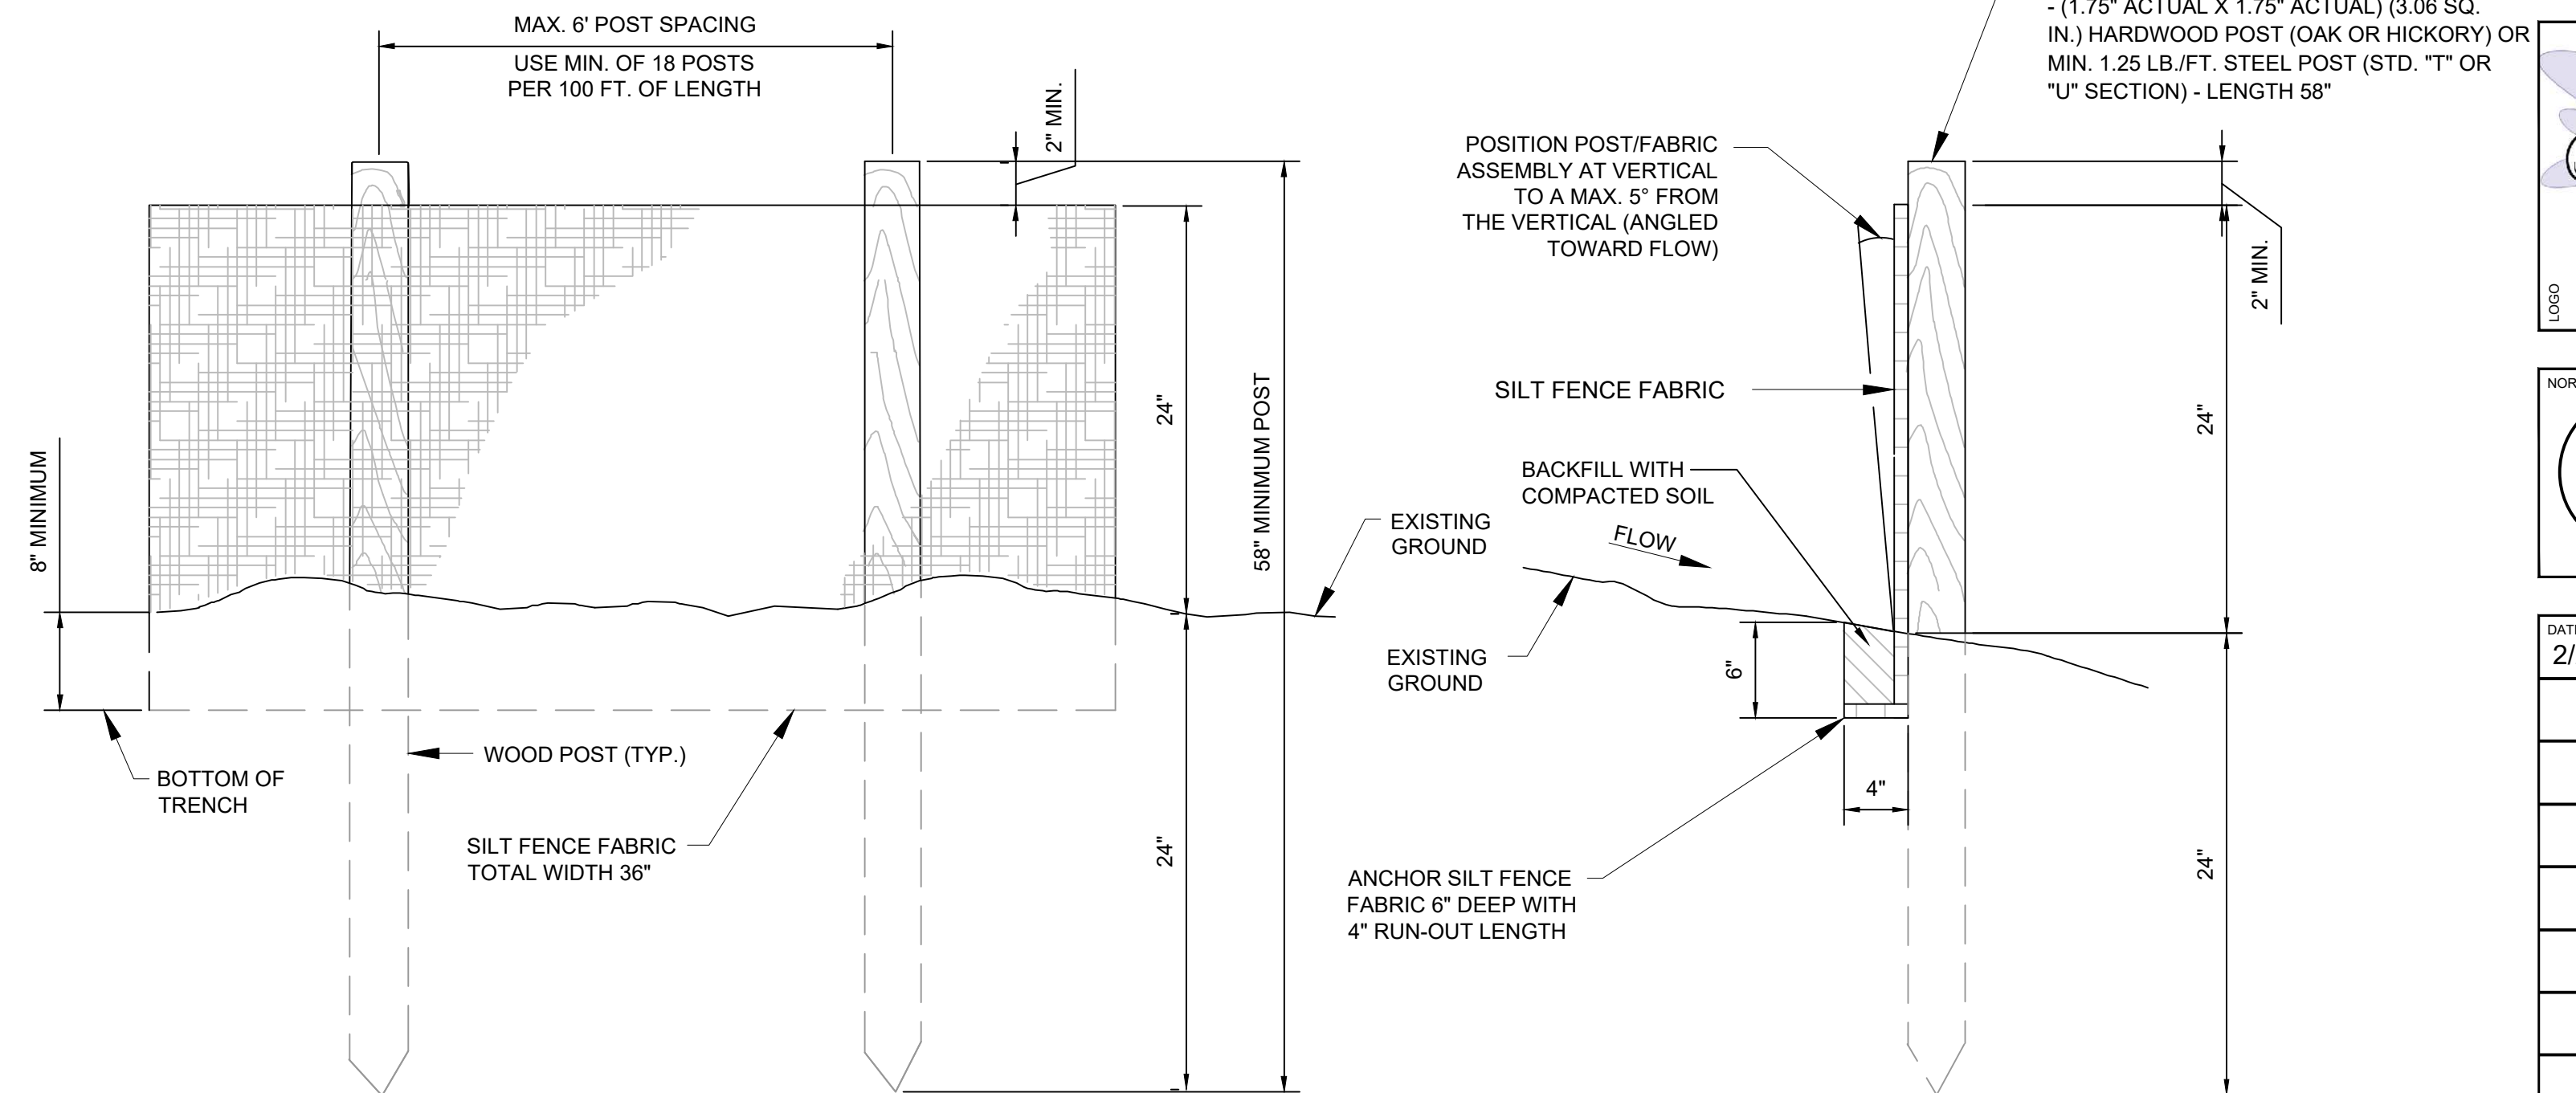 MAX. 6' POST SPACING
USE MIN. OF 18 POSTS
PER 100 FT. OF LENGTH
2" MIN.
24"
58" MINIMUM POST
8" MINIMUM
EXISTING
GROUND
BOTTOM OF
TRENCH
WOOD POST (TYP.)
SILT FENCE FABRIC
TOTAL WIDTH 36"
24"
- (1.75" ACTUAL X 1.75" ACTUAL) (3.06 SQ.
IN.) HARDWOOD POST (OAK OR HICKORY) OR
MIN. 1.25 LB./FT. STEEL POST (STD. "T" OR
"U" SECTION) - LENGTH 58"
POSITION POST/FABRIC
ASSEMBLY AT VERTICAL
TO A MAX. 5° FROM
THE VERTICAL (ANGLED
TOWARD FLOW)
2" MIN.
SILT FENCE FABRIC
24"
BACKFILL WITH
COMPACTED SOIL
FLOW
EXISTING
GROUND
6"
4"
24"
ANCHOR SILT FENCE
FABRIC 6" DEEP WITH
4" RUN-OUT LENGTH
LOGO
2/